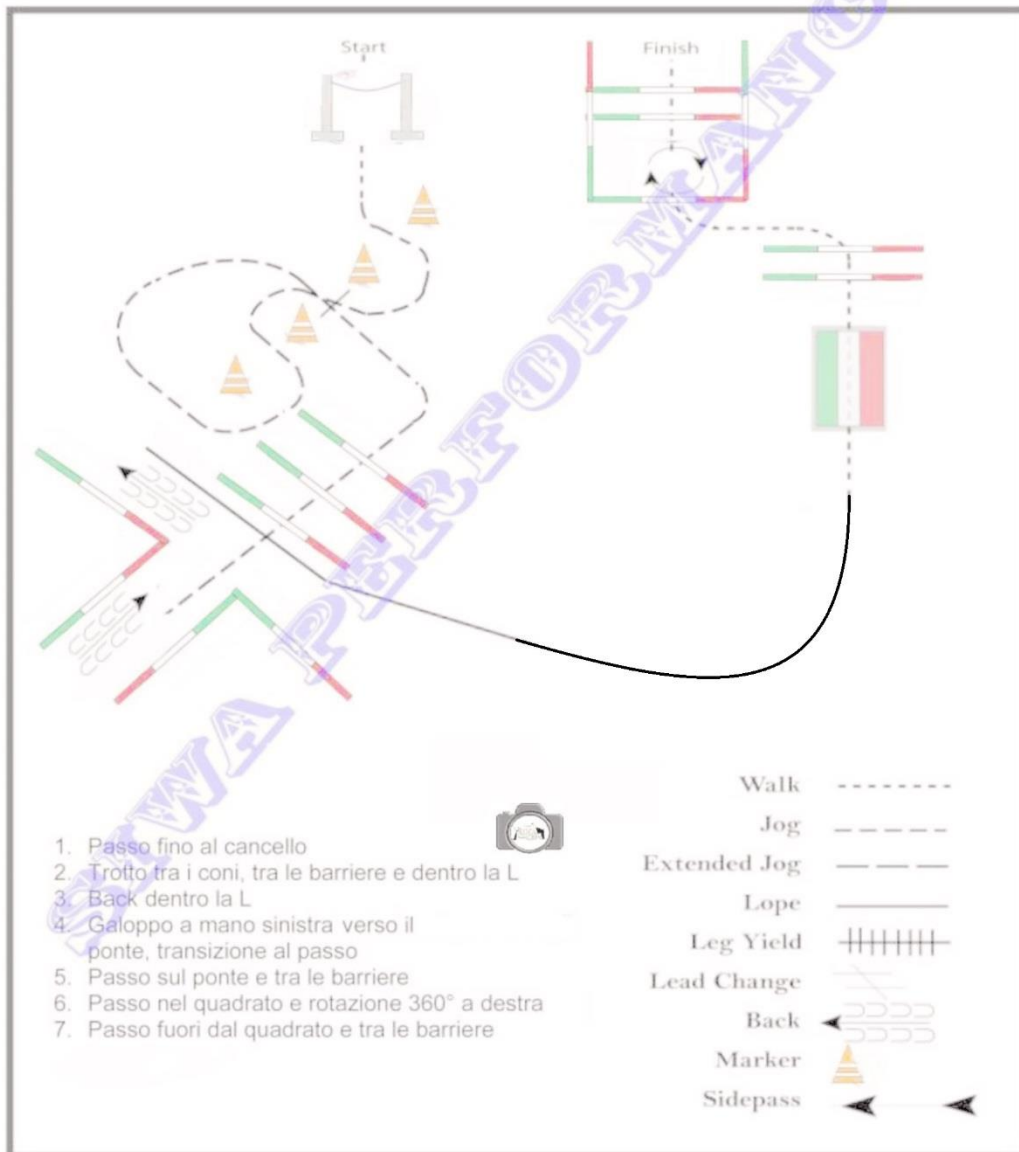 Start
Finish
SIWA PERFORMANCE
1. Passo fino al cancello
2. Trotto tra i coni, tra le barriere e dentro la L
3. Back dentro la L
4. Galoppo a mano sinistra verso il
ponte, transizione al passo
5. Passo sul ponte e tra le barriere
6. Passo nel quadrato e rotazione 360° a destra
7. Passo fuori dal quadrato e tra le barriere
Walk
Jog
Extended Jog
Lope
Leg Yield
Lead Change
Back
Marker
Sidepass